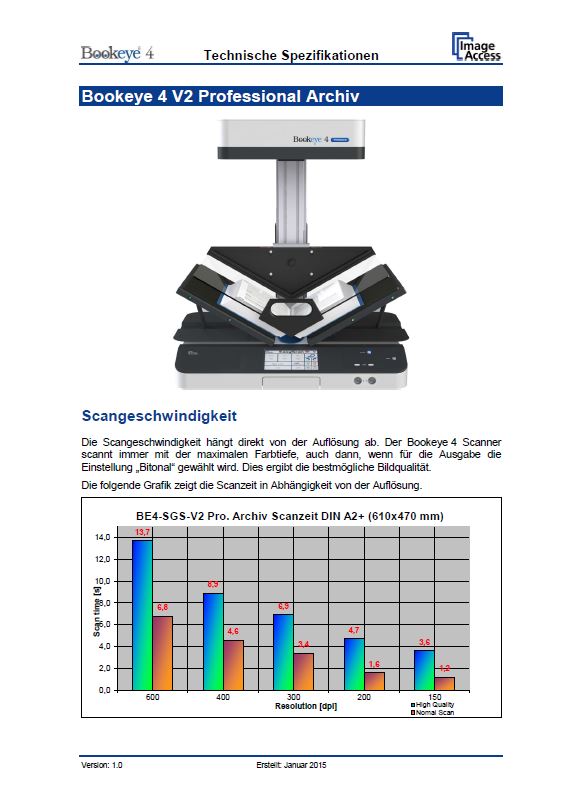 Bookeye 4
Technische Spezifikationen
Image
Access
Bookeye 4 V2 Professional Archiv
Bookeye 4
Scangeschwindigkeit
Die Scangeschwindigkeit hängt direkt von der Auflösung ab. Der Bookeye 4 Scanner
scannt immer mit der maximalen Farbtiefe, auch dann, wenn für die Ausgabe die
Einstellung „Bitonal“ gewählt wird. Dies ergibt die bestmögliche Bildqualität.
Die folgende Grafik zeigt die Scanzeit in Abhängigkeit von der Auflösung.
BE4-SGS-V2 Pro. Archiv Scanzeit DIN A2+ (610x470 mm)
Scan time [s]
14,0
12,0
10,0
8,0
6,0
4,0
2,0
0,0
13,7
6,8
8,9
4,6
6,9
3,4
4,7
1,6
3,6
1,2
600
400
300
200
150
Resolution [dpi]
High Quality
Nomal Scan
Version: 1.0
Erstellt: Januar 2015